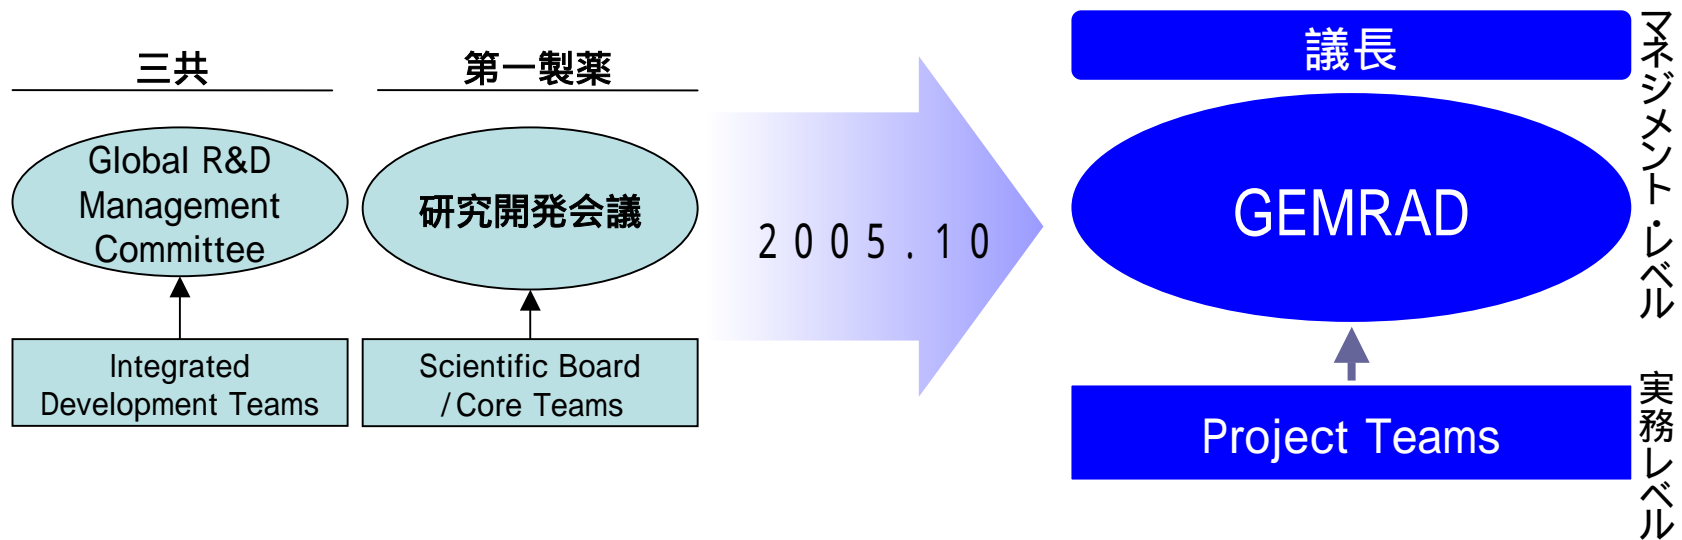 三共
第一製薬
Global R&D
Management
Committee
研究開発会議
Integrated
Development Teams
Scientific Board
/Core Teams
2005.10
議長
GEMRAD
Project Teams
マネジメント・レベル
実務レベル